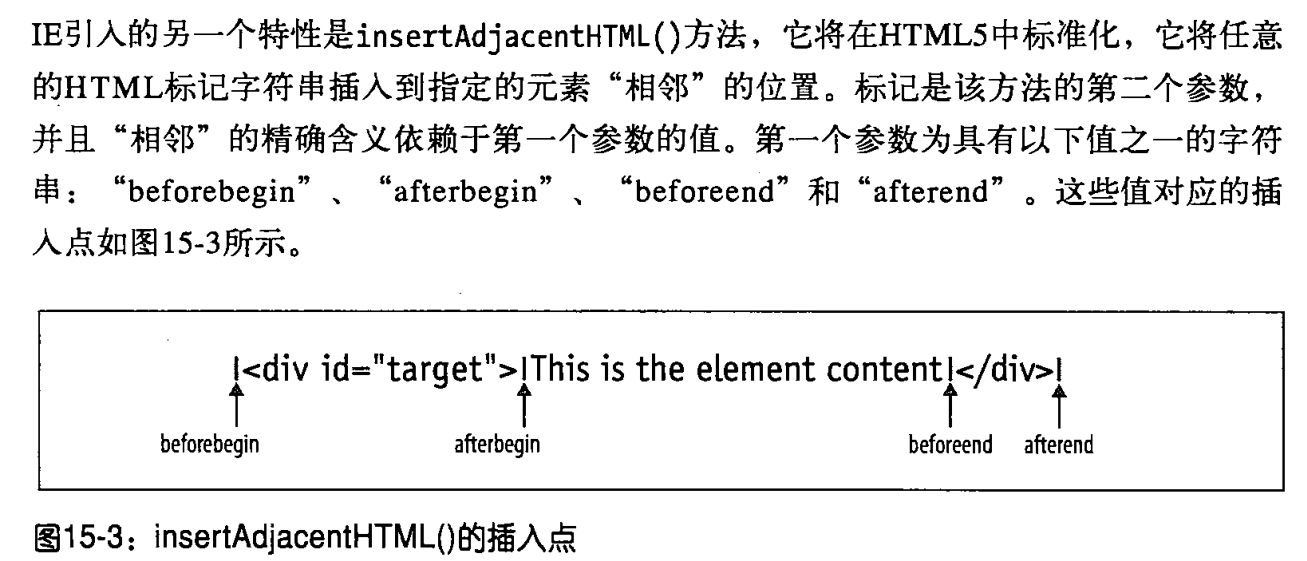 IE引入的另一个特性是insertAdjacentHTML()方法，它将在HTML5中标准化，它将任意
的HTML标记字符串插入到指定的元素“相邻”的位置。标记是该方法的第二个参数，
并且“相邻”的精确含义依赖于第一个参数的值。第一个参数为具有以下值之一的字符
串：“beforebegin”、“afterbegin”、“beforeend”和“afterend”。这些值对应的插
入点如图15-3所示。
|<div id="target">|This is the element content|</div>|
beforebegin afterbegin beforeend afterend
图15-3：insertAdjacentHTML()的插入点